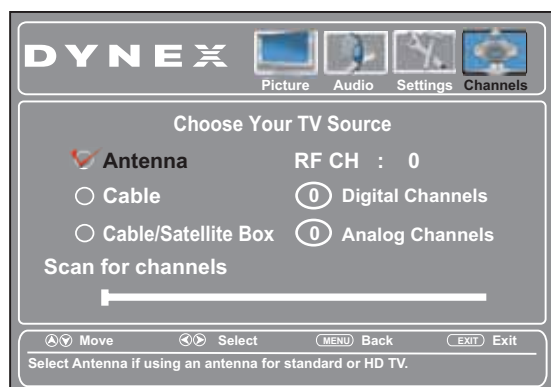 DYNEX
Picture Audio Settings Channels
Choose Your TV Source
Antenna RF CH : 0
Cable 0 Digital Channels
Cable/Satellite Box 0 Analog Channels
Scan for channels
Move Select MENU Back EXIT Exit
Select Antenna if using an antenna for standard or HD TV.